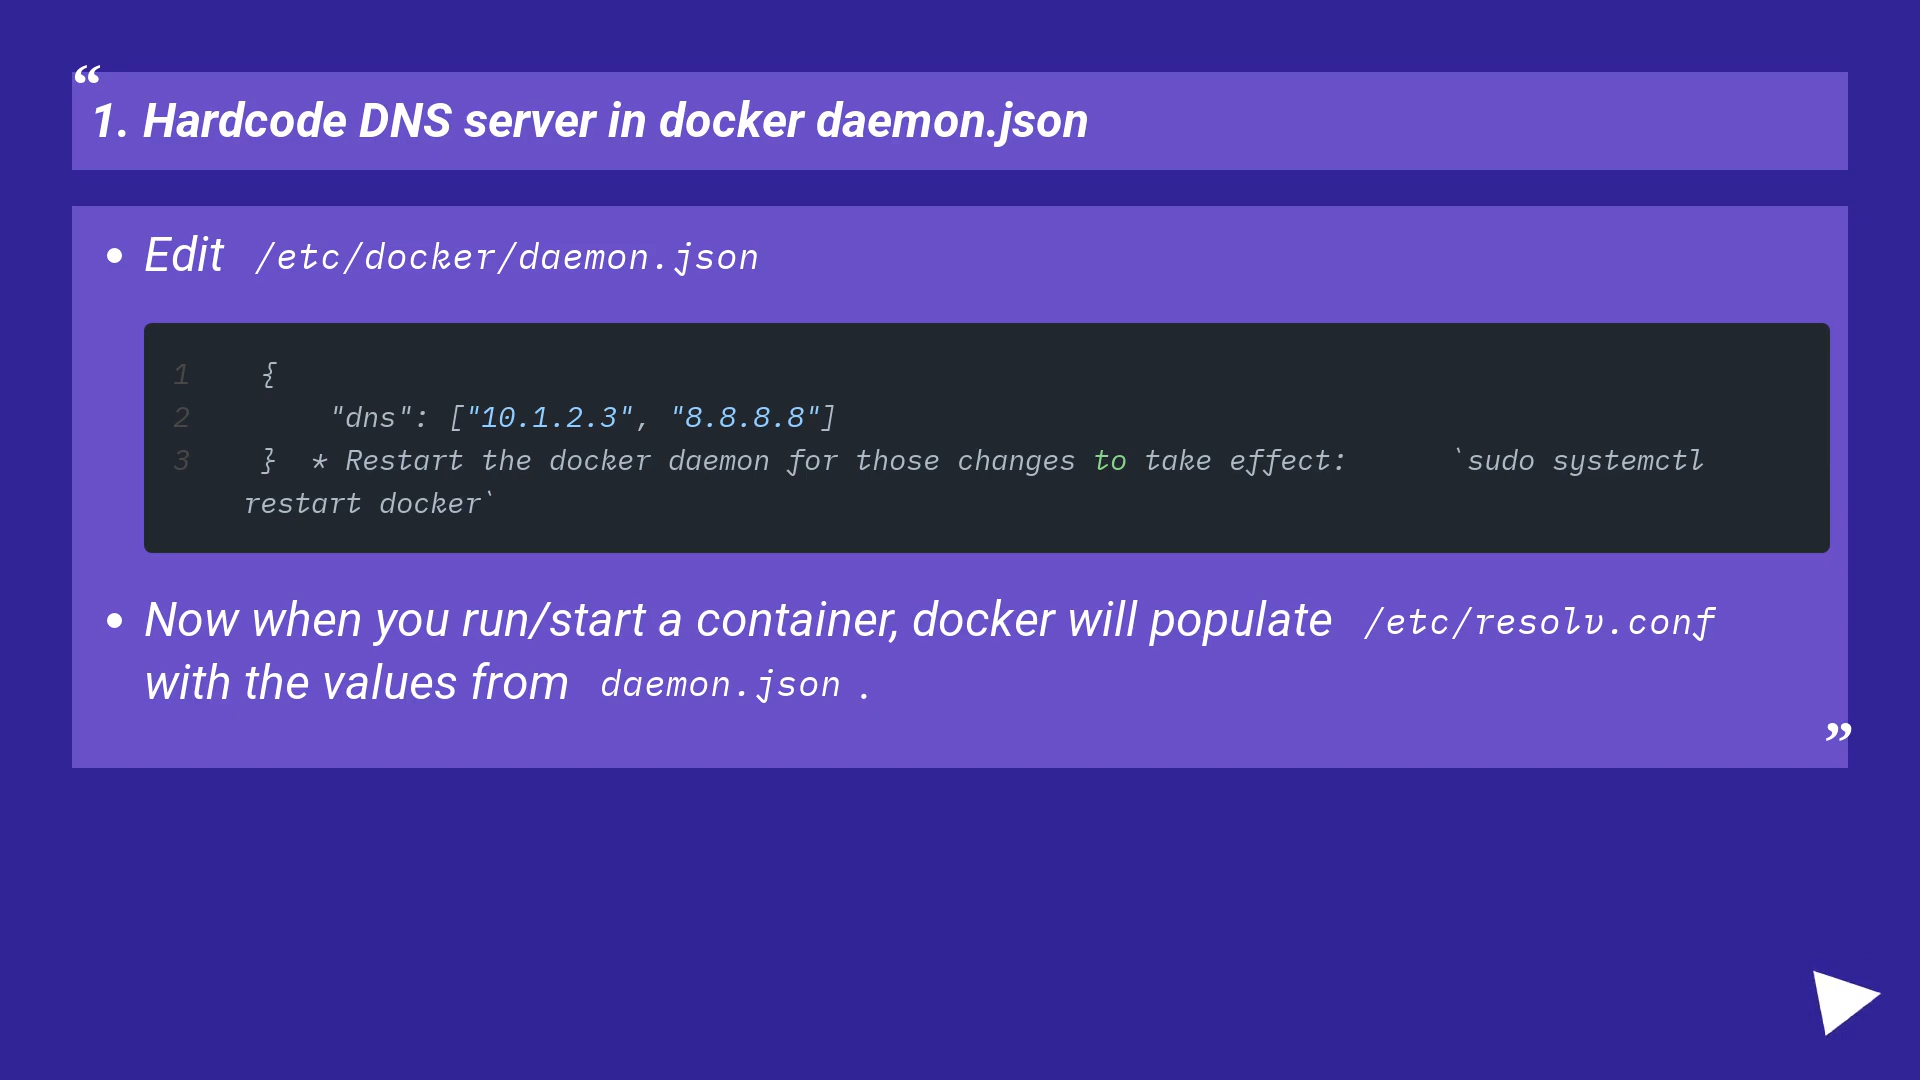 “
1. Hardcode DNS server in docker daemon.json
• Edit /etc/docker/daemon.json
1 {
2 "dns": ["10.1.2.3", "8.8.8.8"]
3 } * Restart the docker daemon for those changes to take effect: `sudo systemctl
restart docker`
• Now when you run/start a container, docker will populate /etc/resolv.conf
with the values from daemon.json .
”